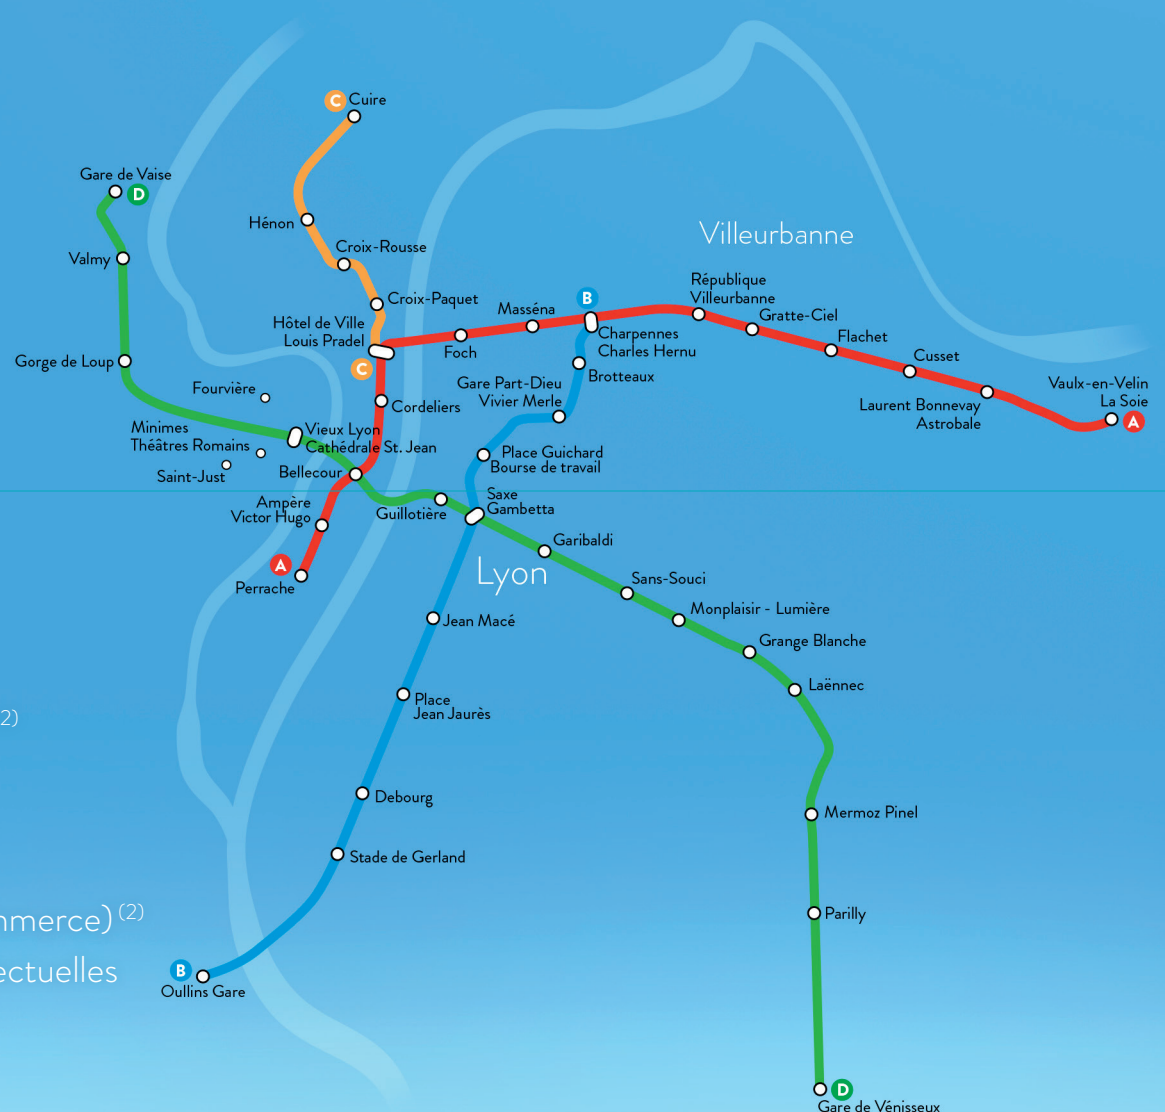 C Cuire
Gare de Vaise
D
Hénon
Villeurbanne
Croix-Rousse
Valmy
République
Villeurbanne
B
Croix-Paquet
Masséna
Gratte-Ciel
Hôtel de Ville
Louis Pradel
Charpennes
Charles Hernu
Flachet
Foch
Cusset
Gorge de Loup
C
Brotteaux
Vaulx-en-Velin
La Soie
Fourvière
Gare Part-Dieu
Vivier Merle
Cordeliers
Laurent Bonnevay
Astrobale
A
Minimes
Théâtres Romains
Vieux Lyon
Cathédrale St. Jean
Place Guichard
Bourse de travail
Saint-Just
Bellecour
Saxe
Gambetta
Ampère
Victor Hugo
Guillotière
Garibaldi
A
Lyon
Sans-Souci
Perrache
Monplaisir - Lumière
Jean Macé
Grange Blanche
Laënnec
Place
Jean Jaurès
2)
Debourg
Mermoz Pinel
Stade de Gerland
Parilly
nmerce) (2)
ectuelles
B
Oullins Gare
D
Gare de Vénisseux